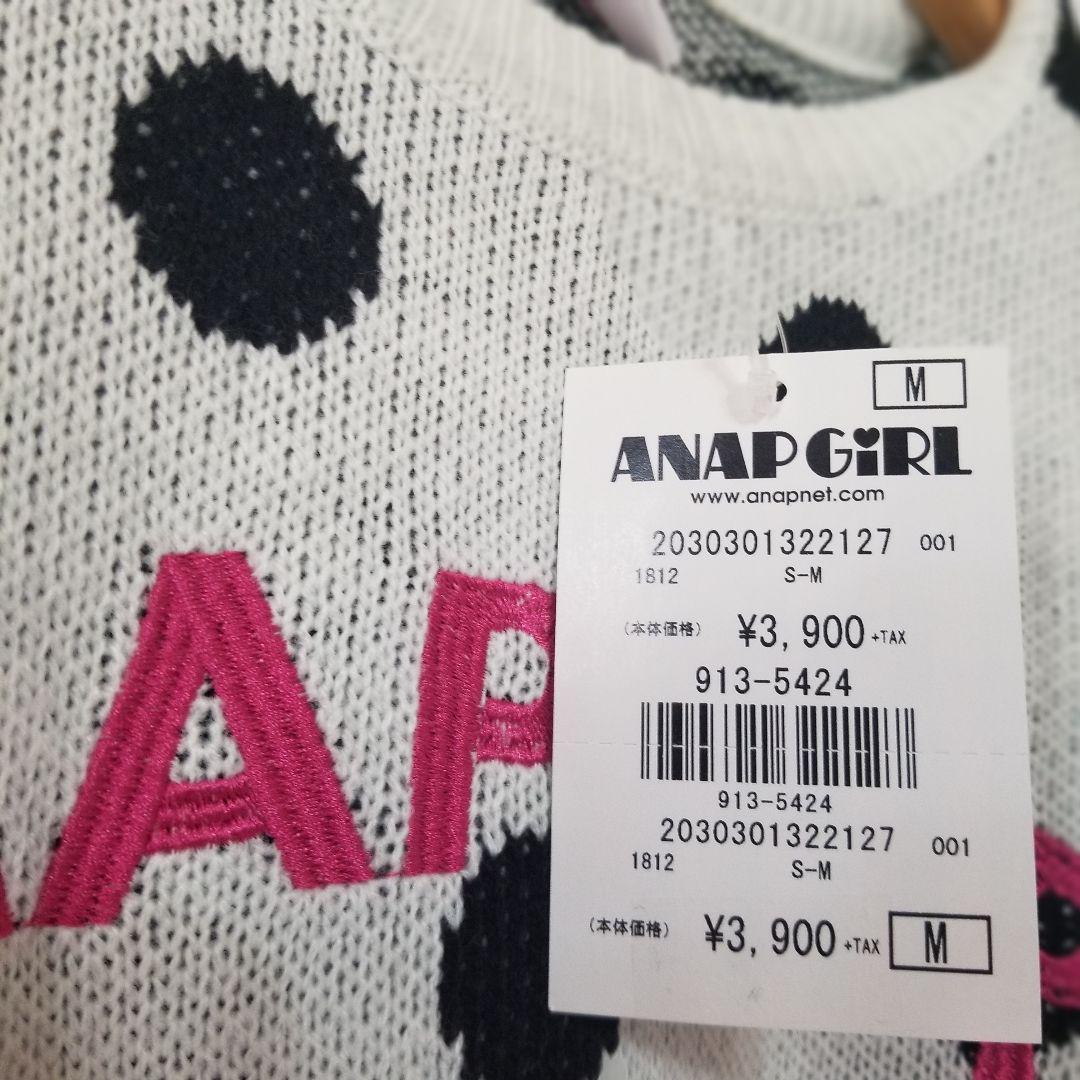 M
ANAP GiRL
www.anapnet.com
2030301322127 001
1812 S-M
(本体価格) ¥3,900 +TAX
913-5424
913-5424
2030301322127 001
1812 S-M
(本体価格) ¥3,900 +TAX M
AP